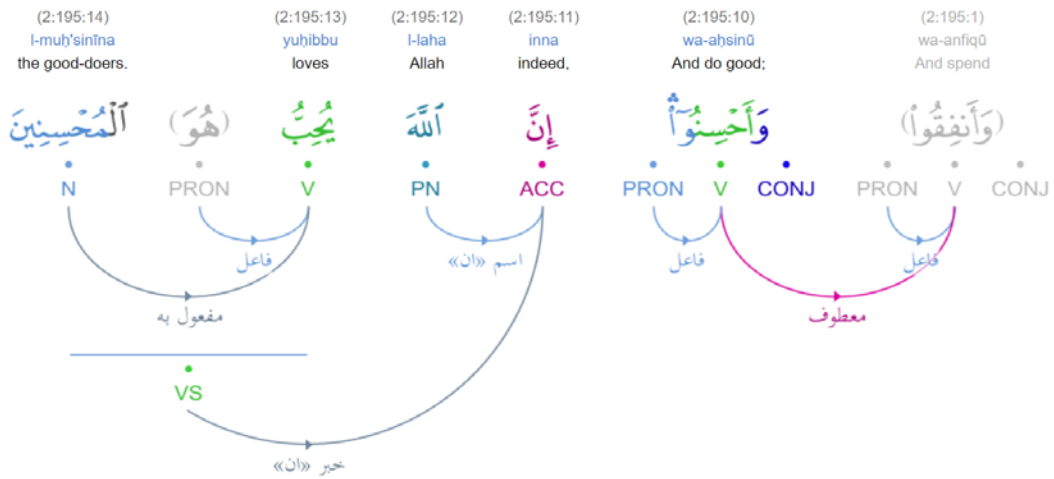 (2:195:14) (2:195:13) (2:195:12) (2:195:11) (2:195:10) (2:195:1)
l-muḥ'sinīna yuḥibbu l-laha inna wa-aḥsinū wa-anfiqū
the good-doers. loves Allah indeed, And do good; And spend
(وَأَنفِقُوا۟) وَأَحْسِنُوٓا۟ۛ إِنَّ ٱللَّهَ يُحِبُّ (هُوَ) ٱلْمُحْسِنِينَ
N PRON V PN ACC PRON V CONJ PRON V CONJ
فاعل اسم «ان» فاعل فاعل
مفعول به معطوف
VS
خبر «ان»